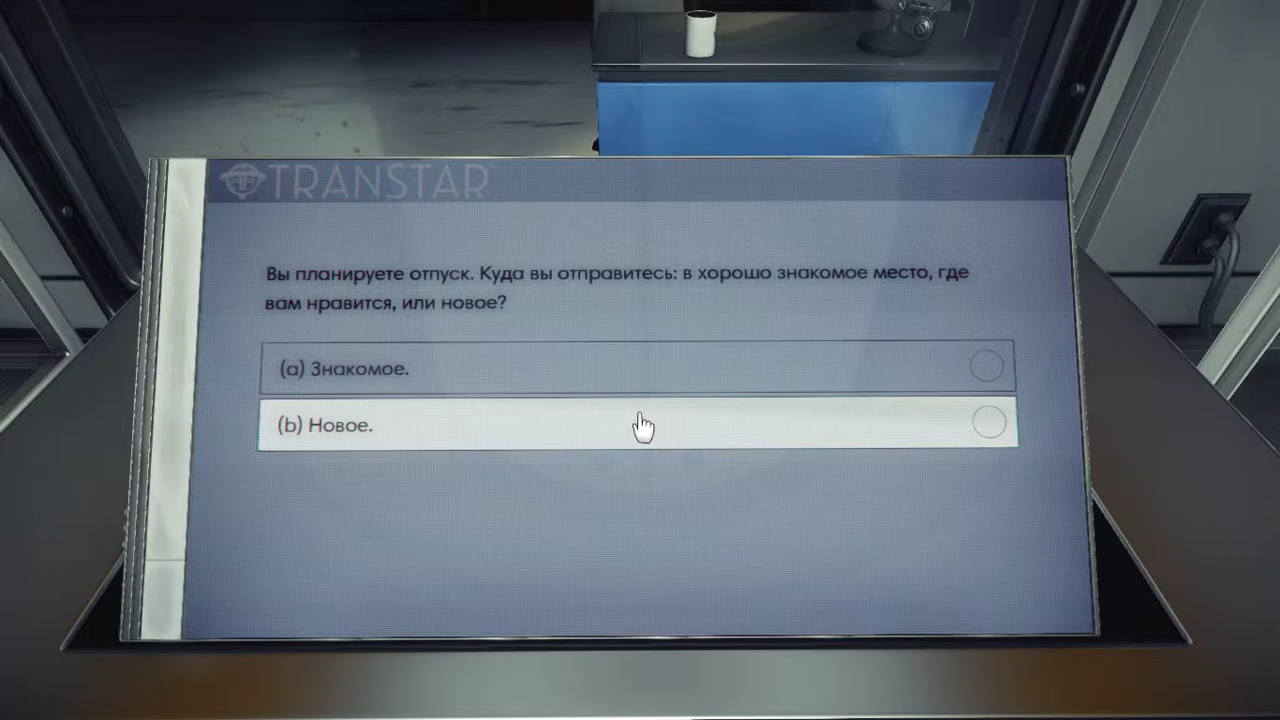 TRANSTAR
Вы планируете отпуск. Куда вы отправитесь: в хорошо знакомое место, где
вам нравится, или новое?
(a) Знакомое.
(b) Новое.